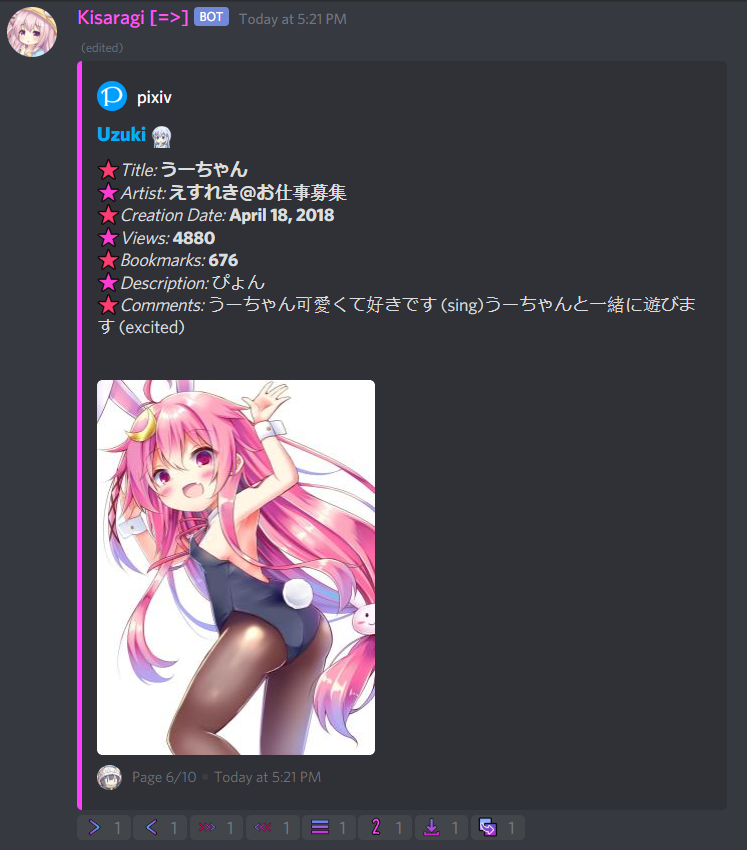 Kisaragi [=>] BOT Today at 5:21 PM
(edited)
pixiv
Uzuki
Title: うーちゃん
Artist: えすれき@お仕事募集
Creation Date: April 18, 2018
Views: 4880
Bookmarks: 676
Description: ぴょん
Comments: うーちゃん可愛くて好きです (sing)うーちゃんと一緒に遊びま
す (excited)
Page 6/10 • Today at 5:21 PM
1 1 1 1 1 2 1 1 1